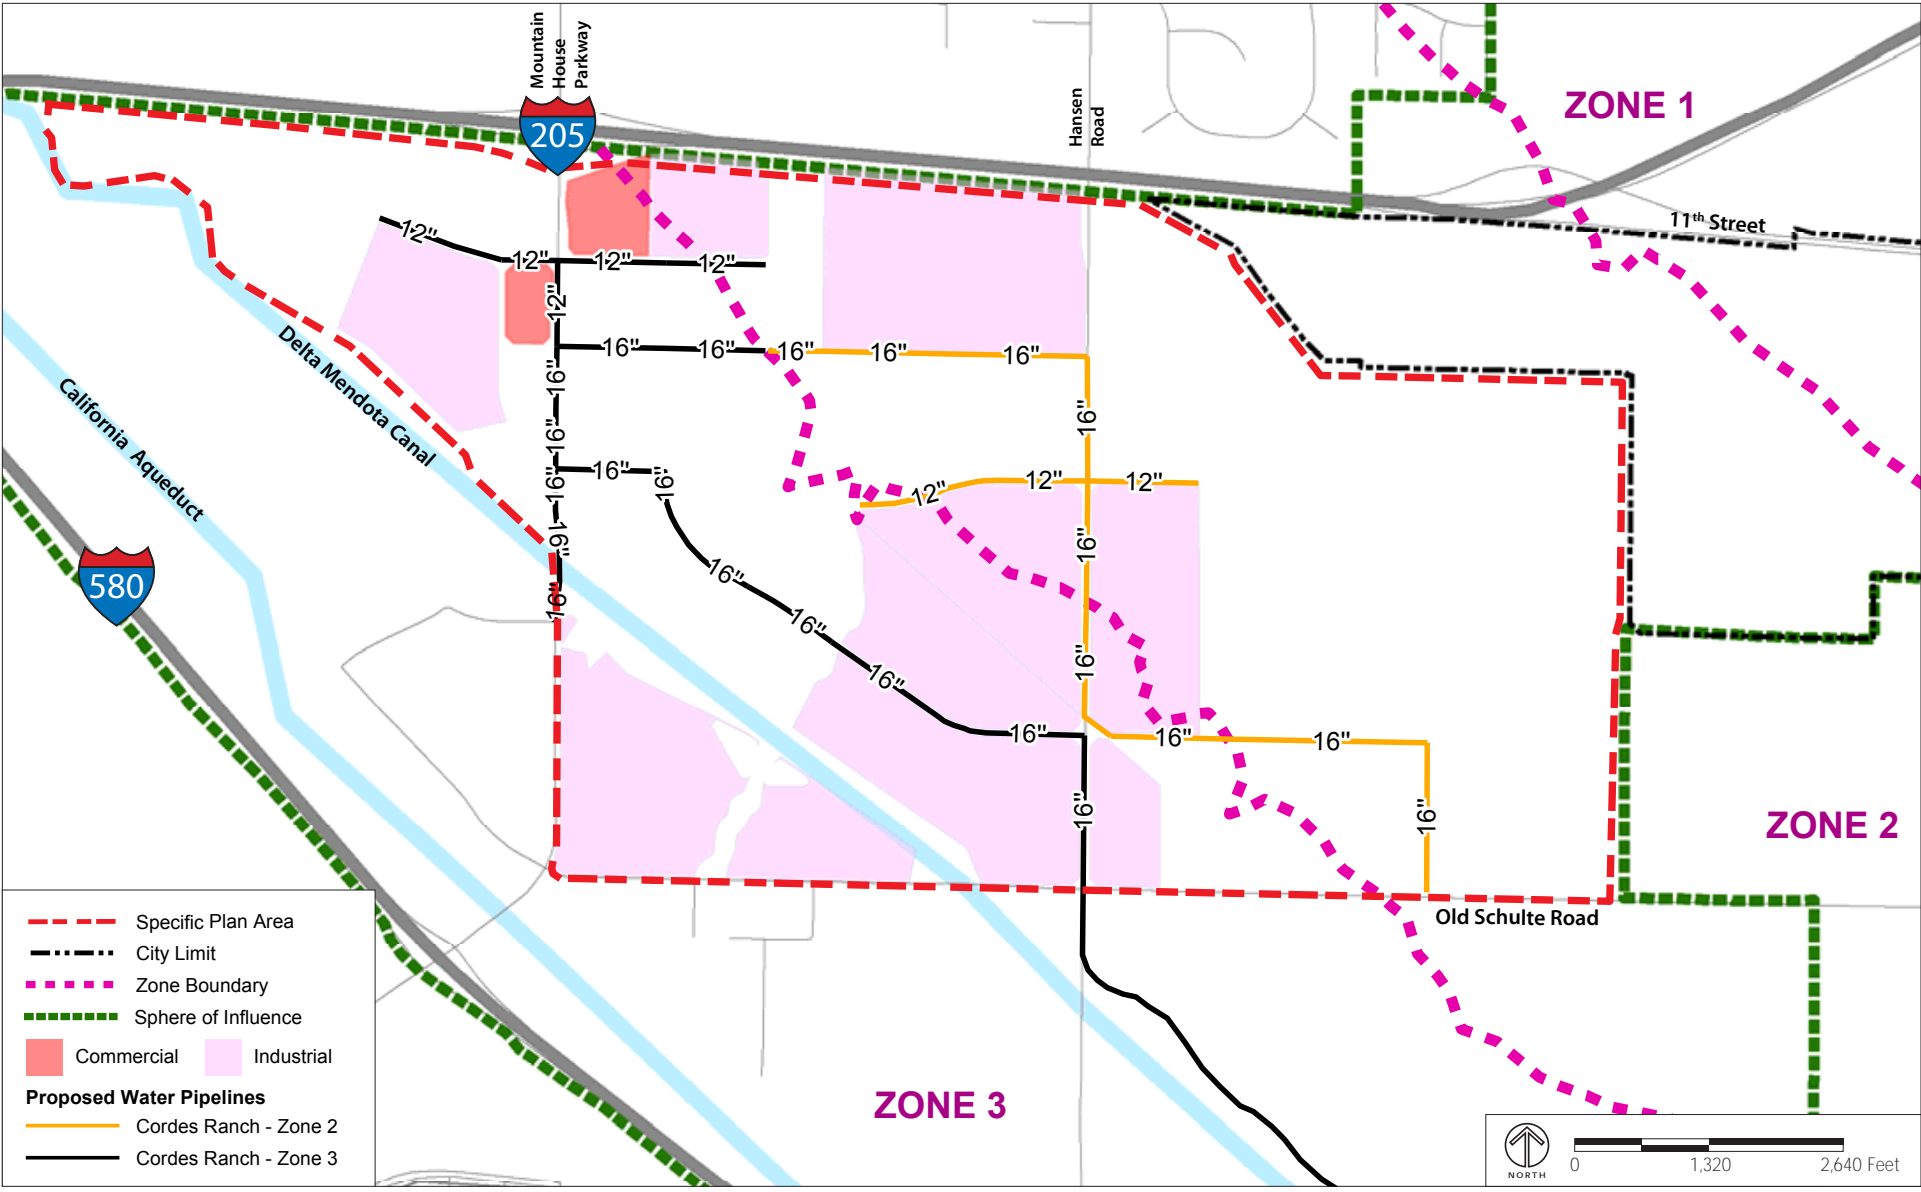 Mountain
House
Parkway
205
Hansen
Road
ZONE 1
11th Street
12"
12"
12"
12"
12"
16"
16"
16"
16"
16"
16"
16"
16"
16"
16"
16"
12"
12"
12"
16"
16"
16"
16"
16"
16"
16"
16"
16"
16"
16"
16"
16"
16"
Delta Mendota Canal
California Aqueduct
580
ZONE 2
Old Schulte Road
ZONE 3
Specific Plan Area
City Limit
Zone Boundary
Sphere of Influence
Commercial Industrial
Proposed Water Pipelines
Cordes Ranch - Zone 2
Cordes Ranch - Zone 3
NORTH
0 1,320 2,640 Feet